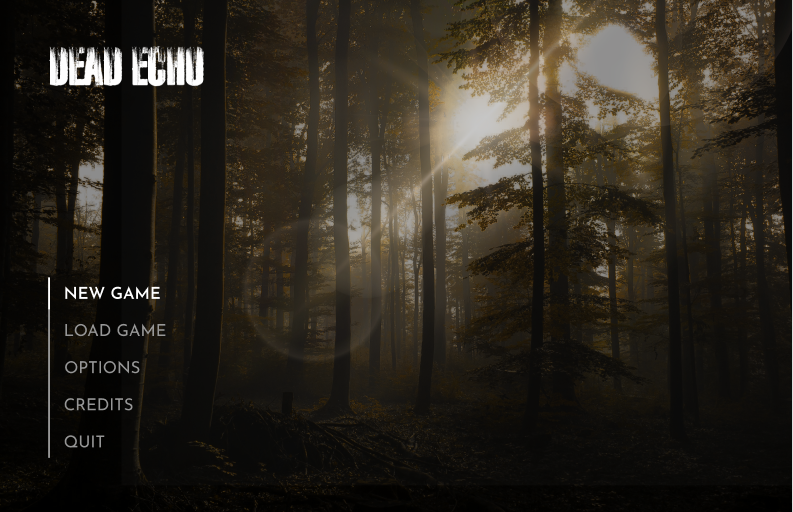 DEAD ECHO
NEW GAME
LOAD GAME
OPTIONS
CREDITS
QUIT